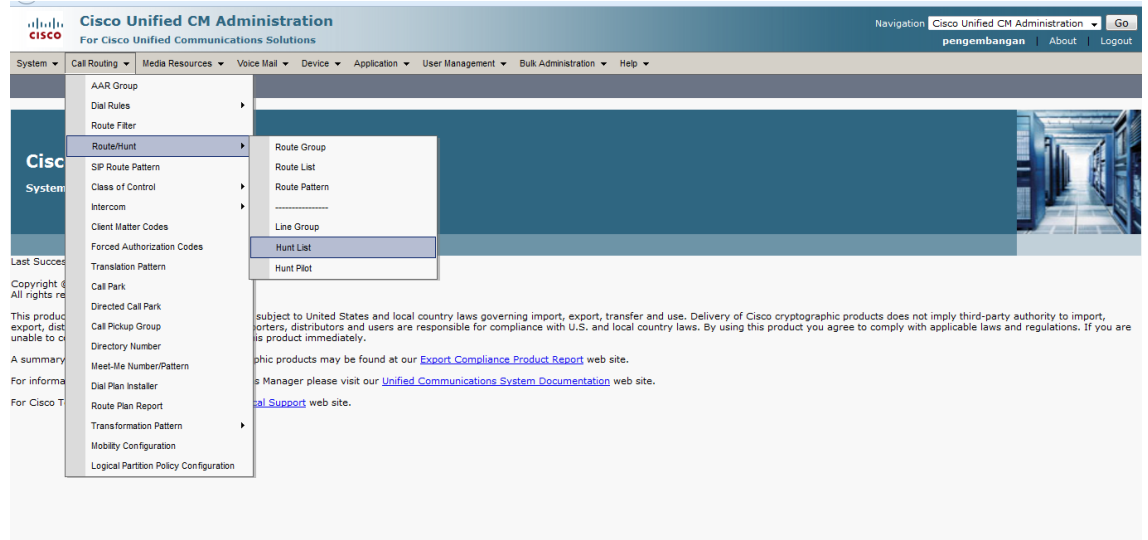 CISCO
Cisco Unified CM Administration
For Cisco Unified Communications Solutions
Navigation Cisco Unified CM Administration Go
pengembangan | About | Logout
System Call Routing Media Resources Voice Mail Device Application User Management Bulk Administration Help
AAR Group
Dial Rules
Route Filter
Route/Hunt
SIP Route Pattern
Class of Control
Intercom
Client Matter Codes
Forced Authorization Codes
Translation Pattern
Call Park
Directed Call Park
Call Pickup Group
Directory Number
Meet-Me Number/Pattern
Dial Plan Installer
Route Plan Report
Transformation Pattern
Mobility Configuration
Logical Partition Policy Configuration
Route Group
Route List
Route Pattern
----------------
Line Group
Hunt List
Hunt Pilot
Cisc
System
Last Succes
Copyright
All rights re
This produc subject to United States and local country laws governing import, export, transfer and use. Delivery of Cisco cryptographic products does not imply third-party authority to import,
export, dist orters, distributors and users are responsible for compliance with U.S. and local country laws. By using this product you agree to comply with applicable laws and regulations. If you are
unable to c is product immediately.
A summary phic products may be found at our Export Compliance Product Report web site.
For informa s Manager please visit our Unified Communications System Documentation web site.
For Cisco T cal Support web site.